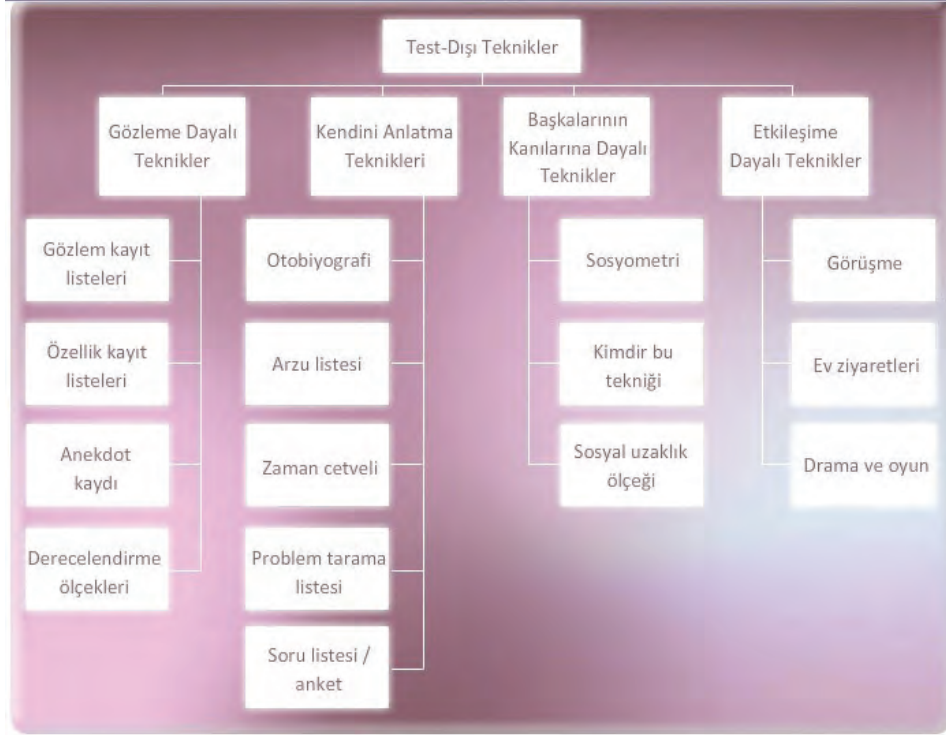 Test-Dışı Teknikler
Gözleme Dayalı
Teknikler
Gözlem kayıt
listeleri
Özellik kayıt
listeleri
Anekdot
kaydı
Derecelendirme
ölçekleri
Kendini Anlatma
Teknikleri
Otobiyografi
Arzu listesi
Zaman cetveli
Problem tarama
listesi
Soru listesi /
anket
Başkalarının
Kanılarına Dayalı
Teknikler
Sosyometri
Kimdir bu
tekniği
Sosyal uzaklık
ölçeği
Etkileşime
Dayalı Teknikler
Görüşme
Ev ziyaretleri
Drama ve oyun